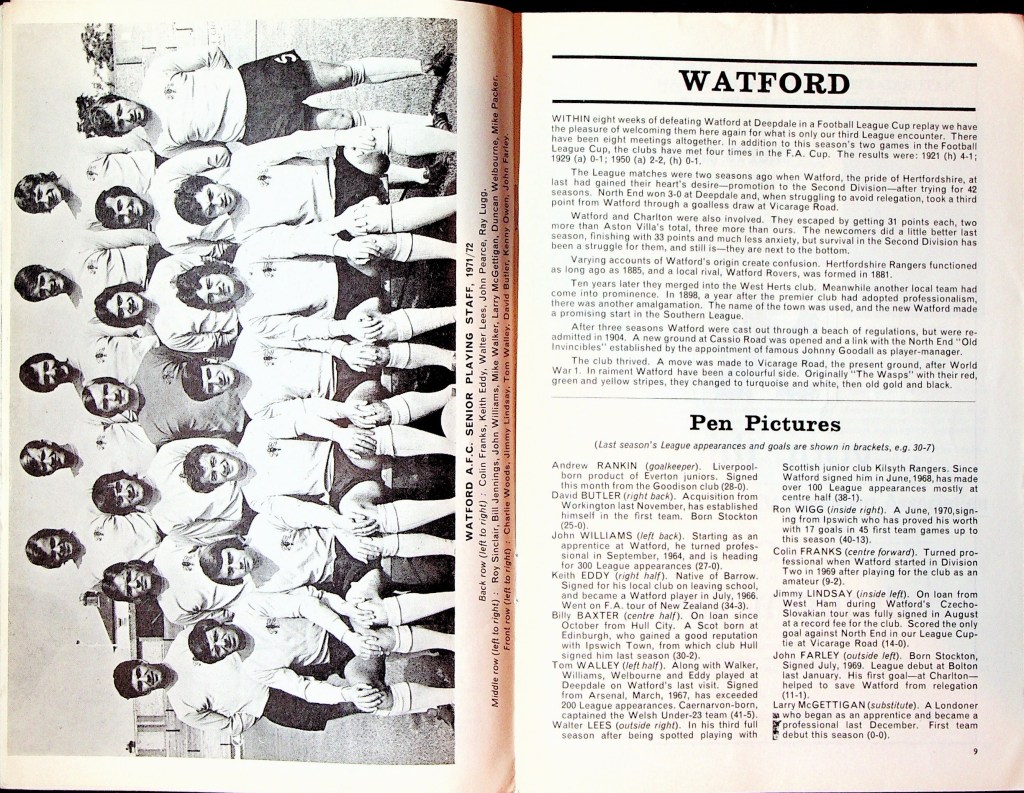 WATFORD A.F.C. SENIOR PLAYING STAFF, 1971/72
Back row (left to right) : Colin Franks, Keith Eddy, Walter Lees, John Pearce, Ray Lugg.
Middle row (left to right) : Roy Sinclair, Bill Jennings, John Williams, Mike Walker, Larry McGettigan, Duncan Welbourne, Mike Packer.
Front row (left to right) : Charlie Woods, Jimmy Lindsay, Tom Walley, David Butler, Kenny Owen, John Farley.
WATFORD
WITHIN eight weeks of defeating Watford at Deepdale in a Football League Cup replay we have
the pleasure of welcoming them here again for what is only our third League encounter. There
have been eight meetings altogether. In addition to this season's two games in the Football
League Cup, the clubs have met four times in the F.A. Cup. The results were: 1921 (h) 4-1;
1929 (a) 0-1; 1950 (a) 2-2, (h) 0-1.
The League matches were two seasons ago when Watford, the pride of Hertfordshire, at
last had gained their heart's desire—promotion to the Second Division—after trying for 42
seasons. North End won 3-0 at Deepdale and, when struggling to avoid relegation, took a third
point from Watford through a goalless draw at Vicarage Road.
Watford and Charlton were also involved. They escaped by getting 31 points each, two
more than Aston Villa's total, three more than ours. The newcomers did a little better last
season, finishing with 33 points and much less anxiety, but survival in the Second Division has
been a struggle for them, and still is—they are next to the bottom.
Varying accounts of Watford's origin create confusion. Hertfordshire Rangers functioned
as long ago as 1885, and a local rival, Watford Rovers, was formed in 1881.
Ten years later they merged into the West Herts club. Meanwhile another local team had
come into prominence. In 1898, a year after the premier club had adopted professionalism,
there was another amalgamation. The name of the town was used, and the new Watford made
a promising start in the Southern League.
After three seasons Watford were cast out through a beach of regulations, but were re-
admitted in 1904. A new ground at Cassio Road was opened and a link with the North End "Old
Invincibles" established by the appointment of famous Johnny Goodall as player-manager.
The club thrived. A move was made to Vicarage Road, the present ground, after World
War 1. In raiment Watford have been a colourful side. Originally "The Wasps" with their red,
green and yellow stripes, they changed to turquoise and white, then old gold and black.
Pen Pictures
(Last season's League appearances and goals are shown in brackets, e.g. 30-7)
Andrew RANKIN (goalkeeper). Liverpool-
born product of Everton juniors. Signed
this month from the Goodison club (28-0).
David BUTLER (right back). Acquisition from
Workington last November, has established
himself in the first team. Born Stockton
(25-0).
John WILLIAMS (left back). Starting as an
apprentice at Watford, he turned profes-
sional in September, 1964, and is heading
for 300 League appearances (27-0).
Keith EDDY (right half). Native of Barrow.
Signed for his local club on leaving school,
and became a Watford player in July, 1966.
Went on F.A. tour of New Zealand (34-3).
Billy BAXTER (centre half). On loan since
October from Hull City. A Scot born at
Edinburgh, who gained a good reputation
with Ipswich Town, from which club Hull
signed him last season (30-2).
Tom WALLEY (left half). Along with Walker,
Williams, Welbourne and Eddy played at
Deepdale on Watford's last visit. Signed
from Arsenal, March, 1967, has exceeded
200 League appearances. Caernarvon-born,
captained the Welsh Under-23 team (41-5).
Walter LEES (outside right). In his third full
season after being spotted playing with
Scottish junior club Kilsyth Rangers. Since
Watford signed him in June, 1968, has made
over 100 League appearances mostly at
centre half (38-1).
Ron WIGG (inside right). A June, 1970, sign-
ing from Ipswich who has proved his worth
with 17 goals in 45 first team games up to
this season (40-13).
Colin FRANKS (centre forward). Turned pro-
fessional when Watford started in Division
Two in 1969 after playing for the club as an
amateur (9-2).
Jimmy LINDSAY (inside left). On loan from
West Ham during Watford's Czecho-
Slovakian tour was fully signed in August
at a record fee for the club. Scored the only
goal against North End in our League Cup-
tie at Vicarage Road (14-0).
John FARLEY (outside left). Born Stockton,
Signed July, 1969. League debut at Bolton
last January. His first goal—at Charlton—
helped to save Watford from relegation
(11-1).
Larry McGETTIGAN (substitute). A Londoner
who began as an apprentice and became a
professional last December. First team
debut this season (0-0).
9